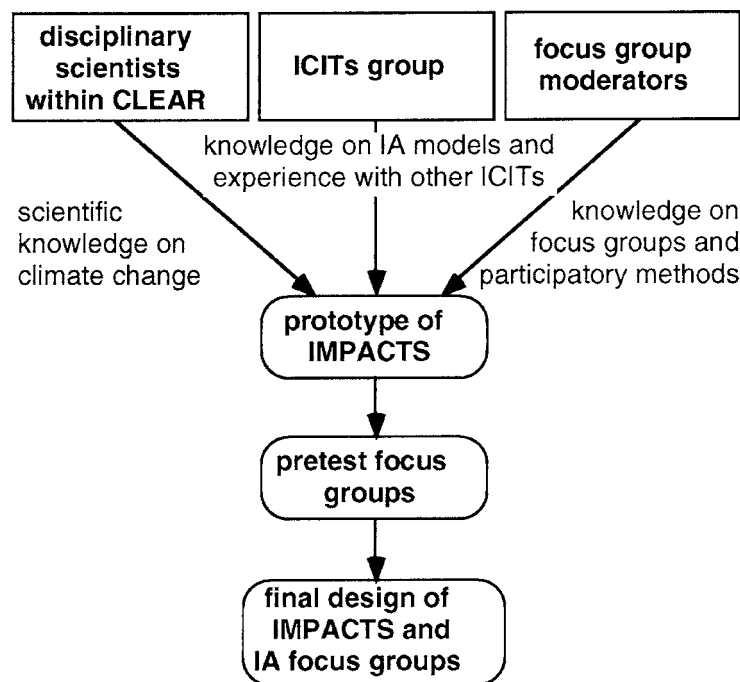 disciplinary
scientists
within CLEAR
ICITs group
focus group
moderators
knowledge on IA models and
experience with other ICITs
scientific
knowledge on
climate change
knowledge on
focus groups and
participatory methods
prototype of
IMPACTS
pretest focus
groups
final design of
IMPACTS and
IA focus groups